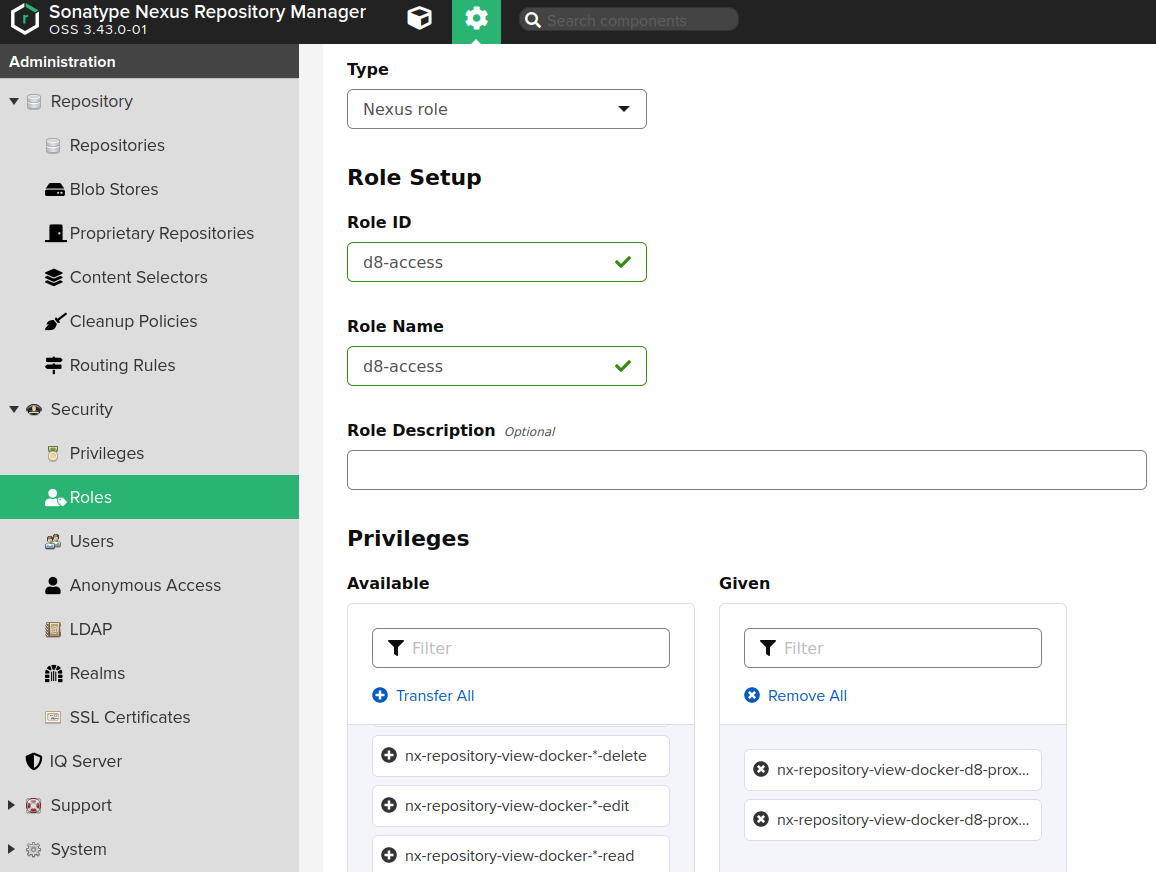 Sonatype Nexus Repository Manager
OSS 3.43.0-01
Search components
Administration
Repository
Repositories
Blob Stores
Proprietary Repositories
Content Selectors
Cleanup Policies
Routing Rules
Security
Privileges
Roles
Users
Anonymous Access
LDAP
Realms
SSL Certificates
IQ Server
Support
System
Type
Nexus role
Role Setup
Role ID
d8-access
Role Name
d8-access
Role Description Optional
Privileges
Available
Filter
Transfer All
nx-repository-view-docker-*-delete
nx-repository-view-docker-*-edit
nx-repository-view-docker-*-read
Given
Filter
Remove All
nx-repository-view-docker-d8-prox...
nx-repository-view-docker-d8-prox...